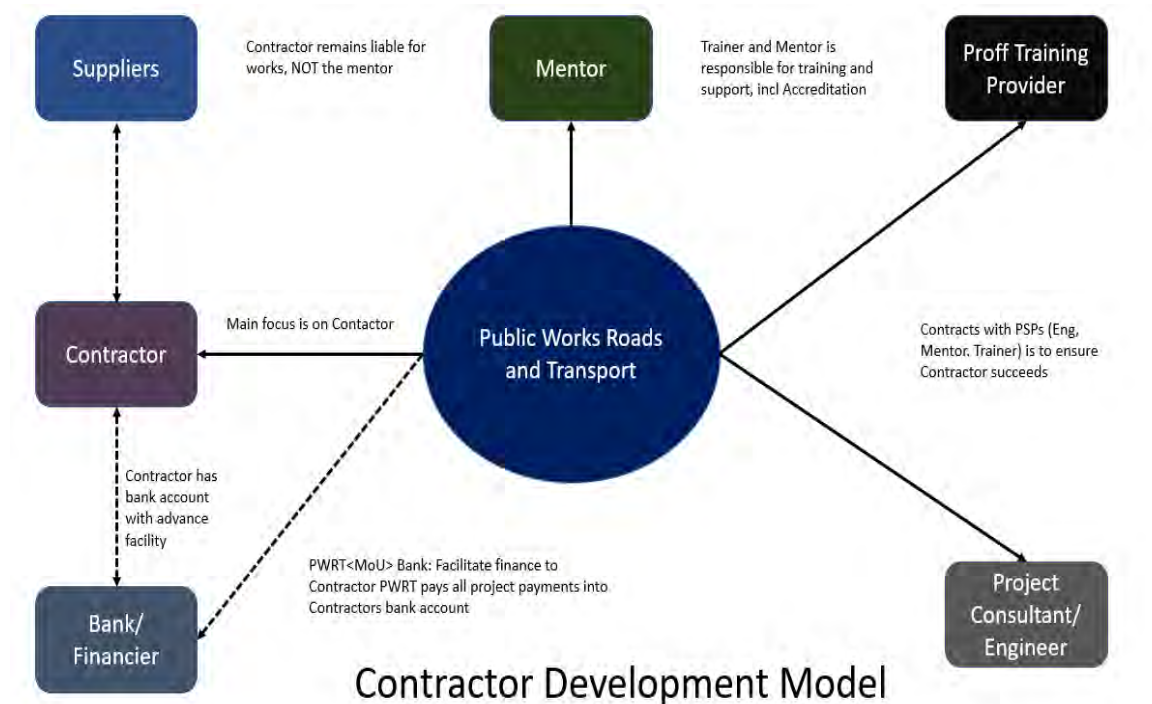 Suppliers
Contractor remains liable for
works, NOT the mentor
Mentor
Trainer and Mentor is
responsible for training and
support, incl Accreditation
Proff Training
Provider
Contractor
Main focus is on Contactor
Public Works Roads
and Transport
Contracts with PSPs (Eng,
Mentor. Trainer) is to ensure
Contractor succeeds
Contractor has
bank account
with advance
facility
PWRT<MoU> Bank: Facilitate finance to
Contractor PWRT pays all project payments into
Contractors bank account
Bank/
Financier
Project
Consultant/
Engineer
Contractor Development Model